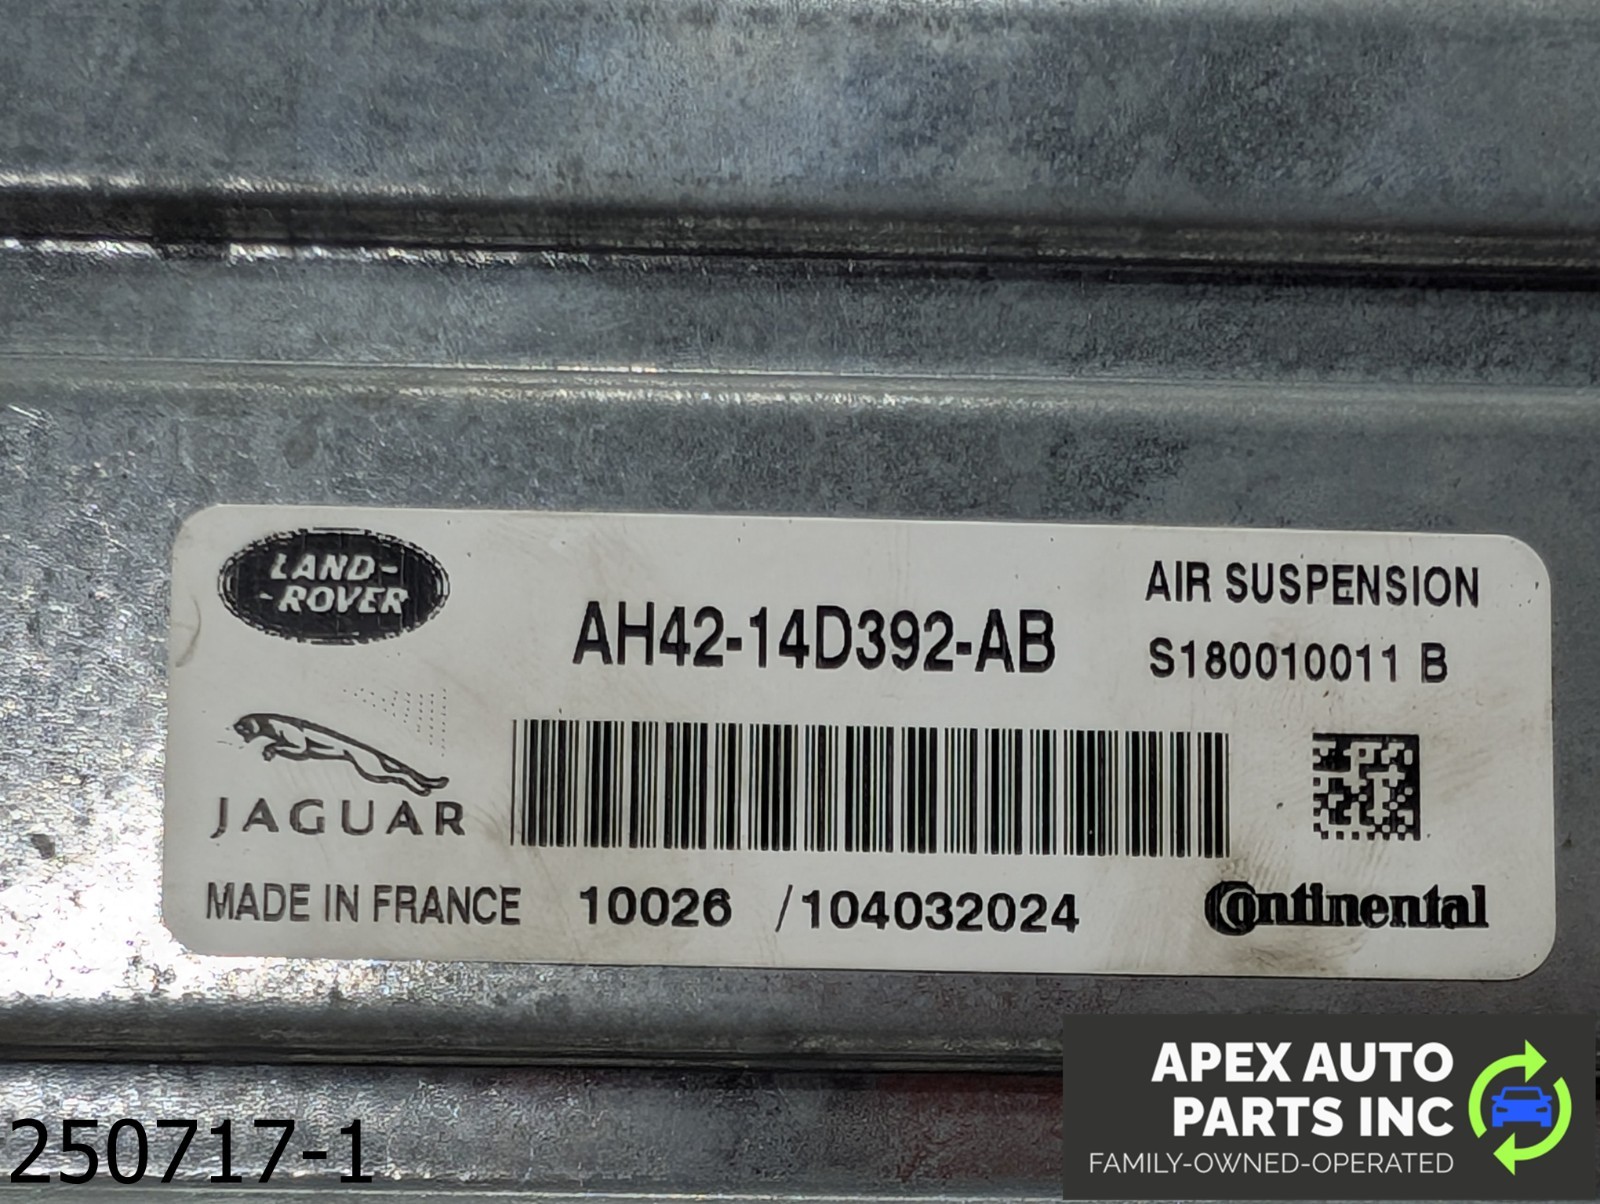 LAND-
-ROVER
AH42-14D392-AB
AIR SUSPENSION
S180010011 B
JAGUAR
MADE IN FRANCE 10026 /104032024
Continental
250717-1
APEX AUTO
PARTS INC
FAMILY-OWNED-OPERATED